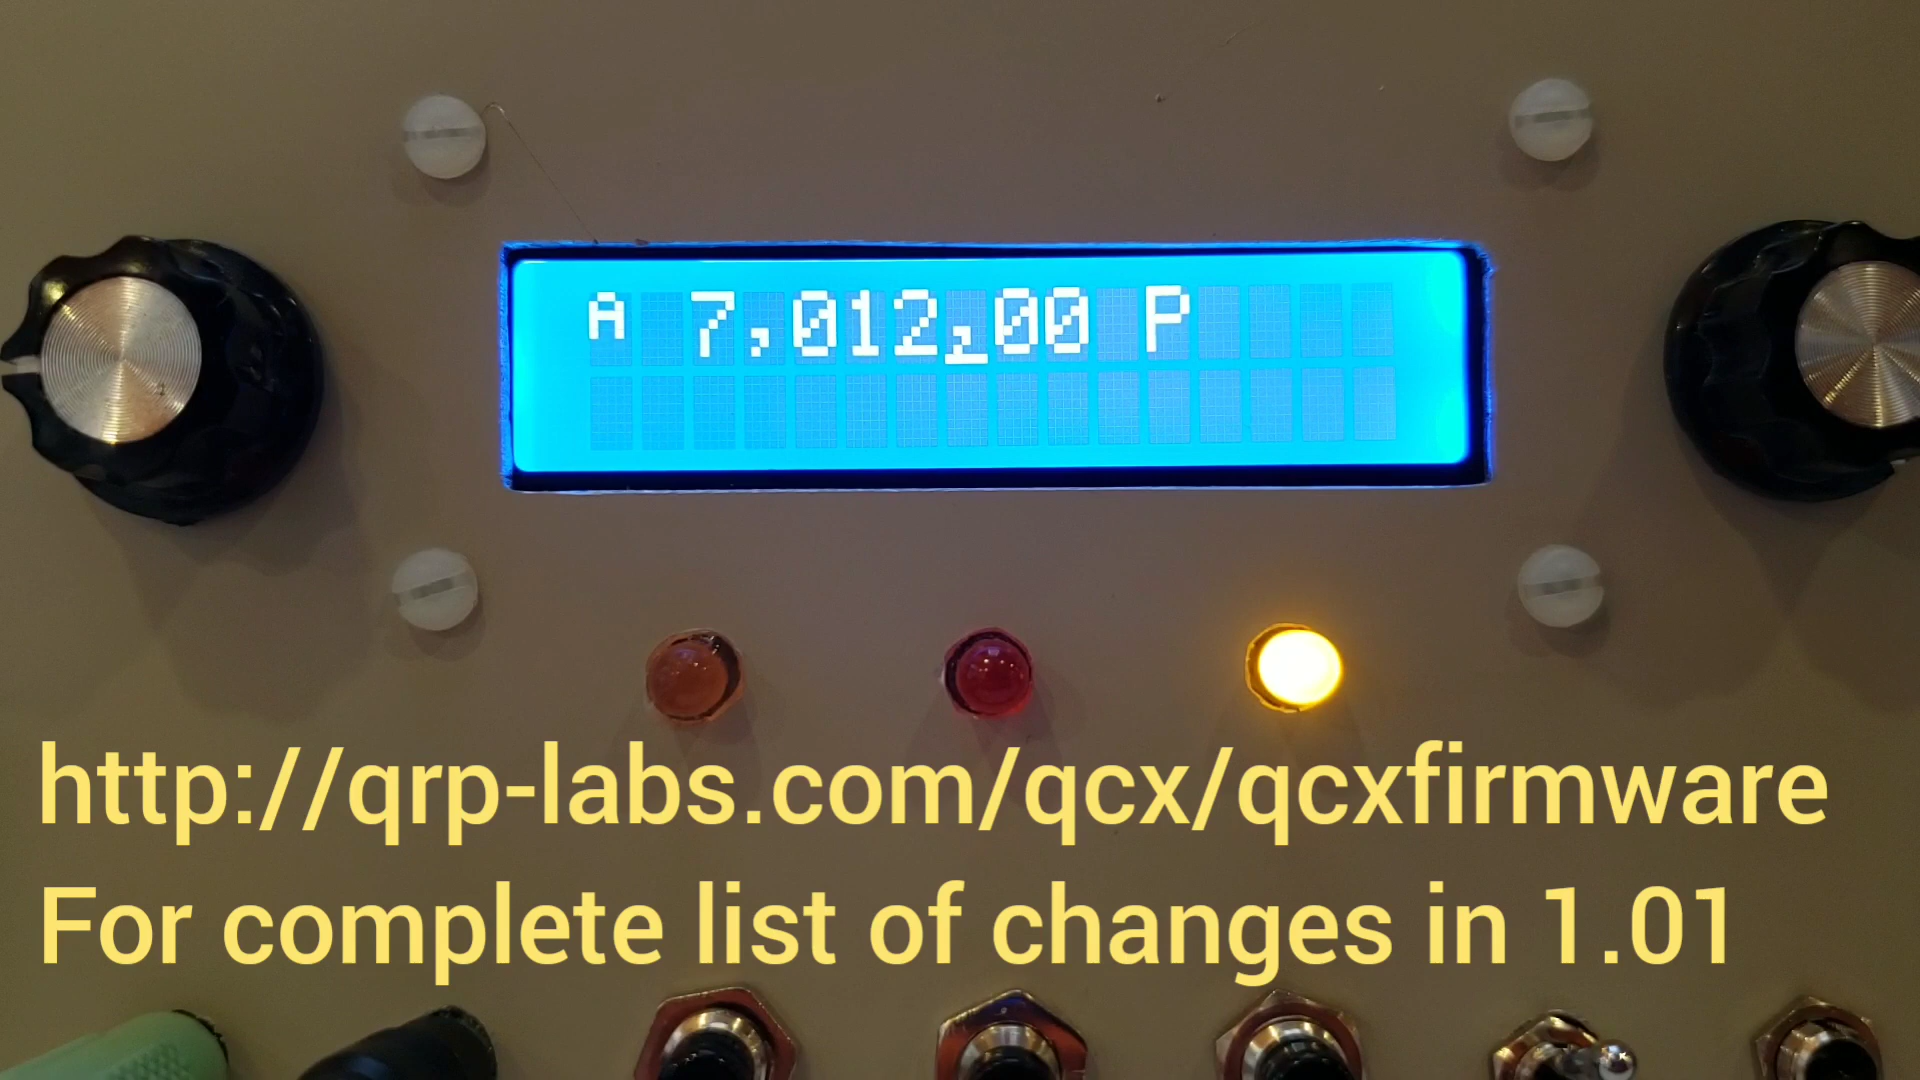 A 7,012,00 P
http://qrp-labs.com/qcx/qcxfirmware
For complete list of changes in 1.01